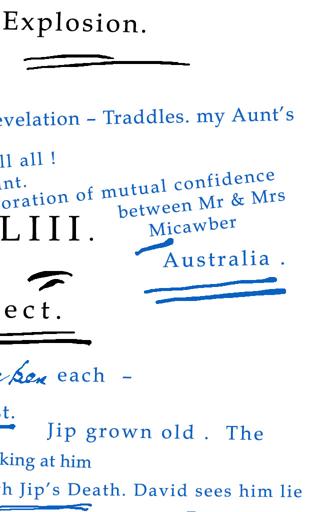 Explosion.
evelation – Traddles. my Aunt's
ll all !
nt.
oration of mutual confidence
between Mr & Mrs
Micawber
LIII.
Australia .
ect.
each –
st.
Jip grown old . The
king at him
h Jip's Death. David sees him lie